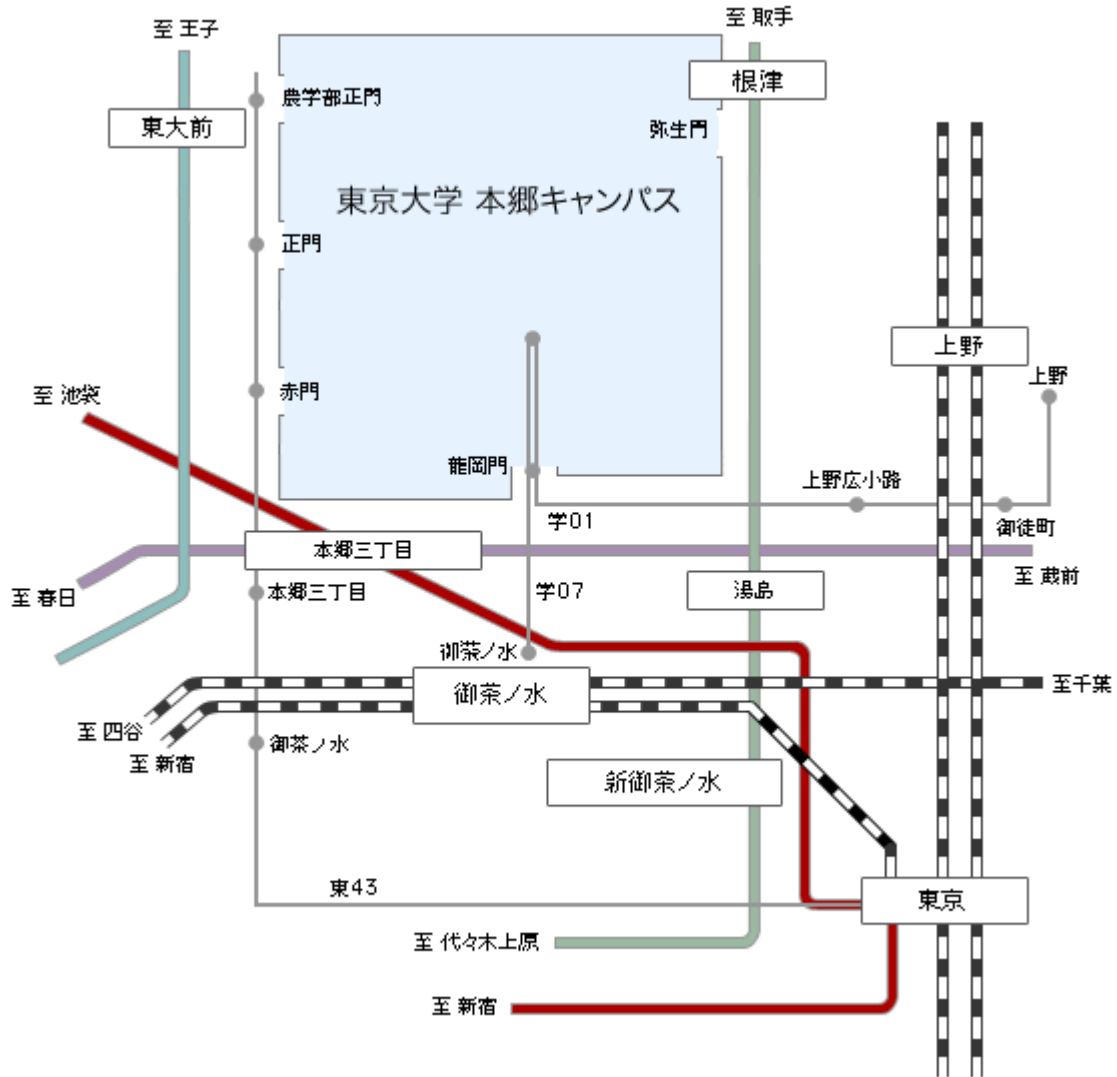 至 王子
至 取手
根津
農学部正門
東大前
弥生門
東京大学 本郷キャンパス
正門
上野
上野
至 池袋
赤門
龍岡門
上野広小路
学01
御徒町
本郷三丁目
至 蔵前
至 春日
本郷三丁目
学07
湯島
御茶ノ水
御茶ノ水
至千葉
至 四谷
至 新宿
御茶ノ水
新御茶ノ水
東43
東京
至 代々木上原
至 新宿